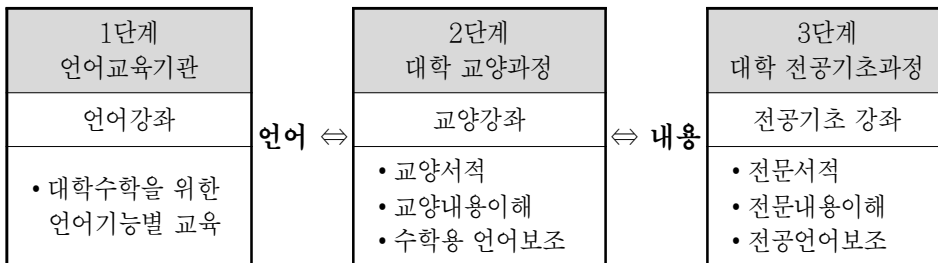 1단계
언어교육기관
언어강좌
• 대학수학을 위한
언어기능별 교육
언어 ⇔
2단계
대학 교양과정
교양강좌
• 교양서적
• 교양내용이해
• 수학용 언어보조
⇔ 내용
3단계
대학 전공기초과정
전공기초 강좌
• 전문서적
• 전문내용이해
• 전공언어보조